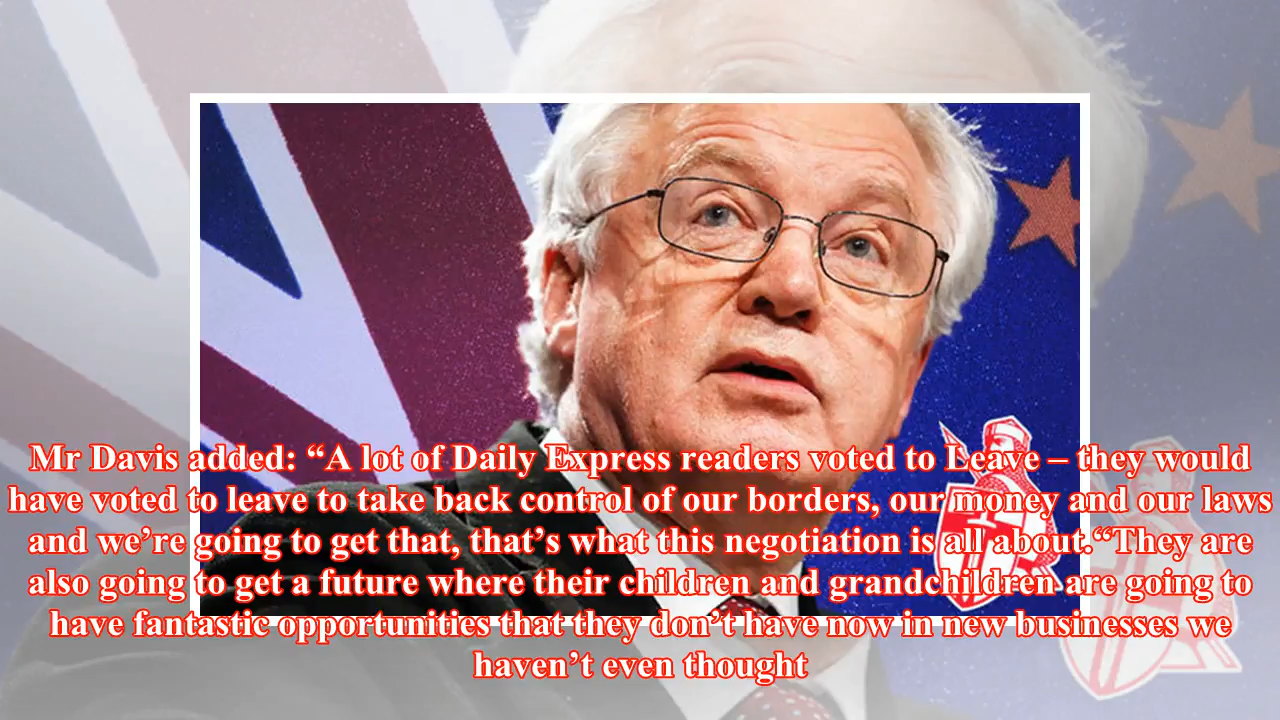 Mr Davis added: “A lot of Daily Express readers voted to Leave – they would
have voted to leave to take back control of our borders, our money and our laws
and we’re going to get that, that’s what this negotiation is all about.“They are
also going to get a future where their children and grandchildren are going to
have fantastic opportunities that they don’t have now in new businesses we
haven’t even thought